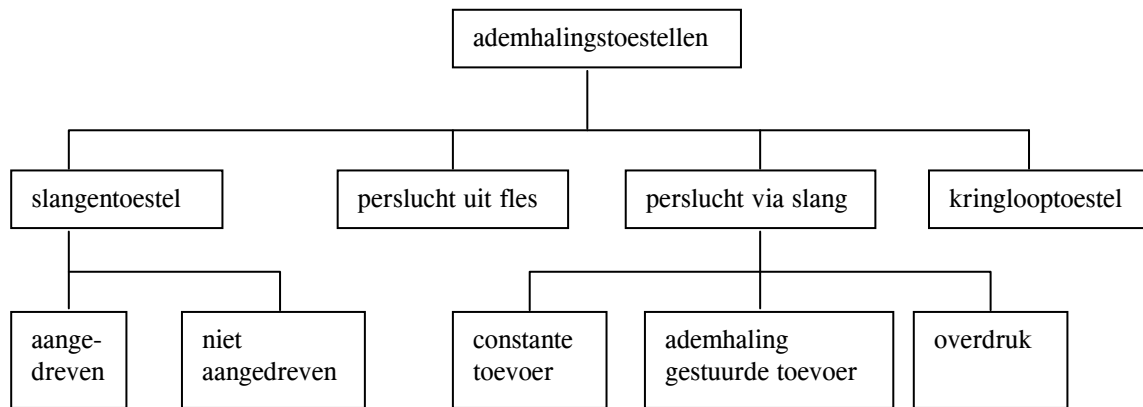 ademhalingstoestellen
slangentoestel
perslucht uit fles
perslucht via slang
kringlooptoestel
aange-
dreven
niet
aangedreven
constante
toevoer
ademhaling
gestuurde toevoer
overdruk